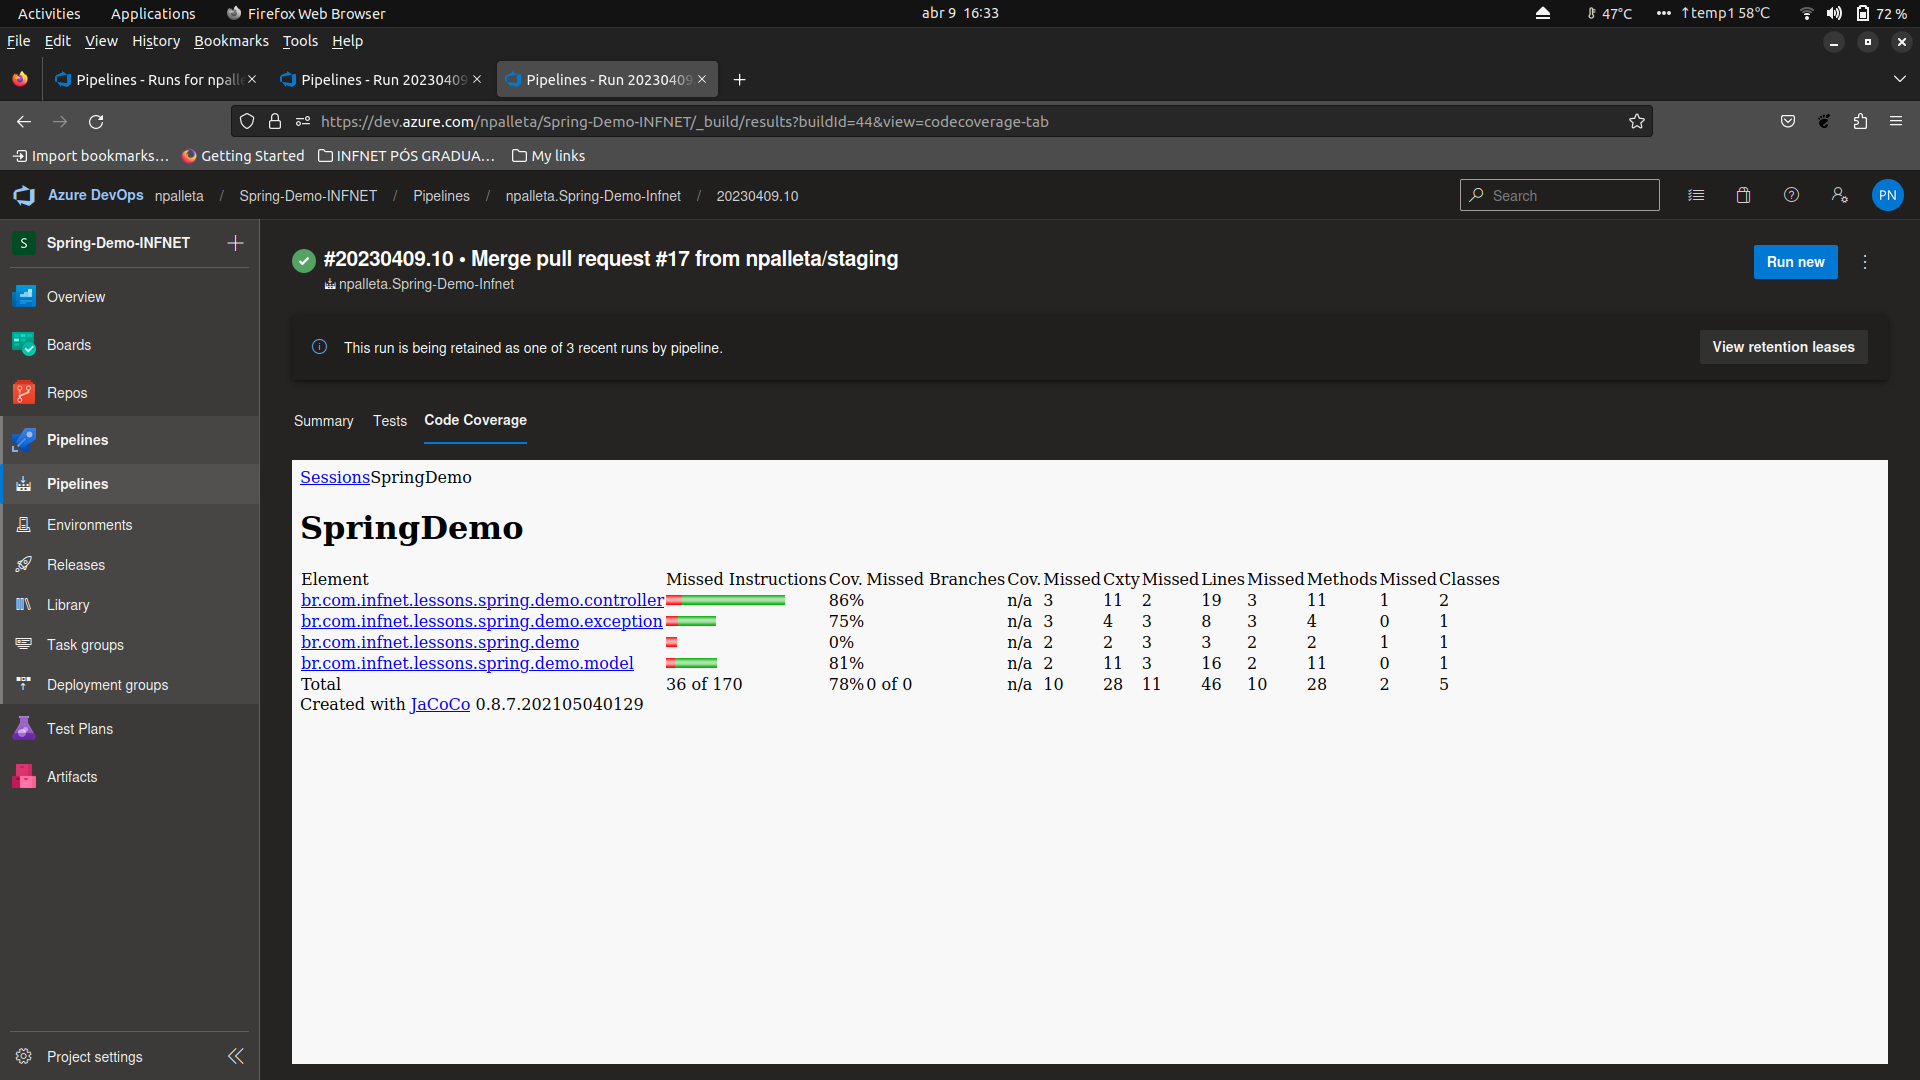 Activities Applications Firefox Web Browser abr 9 16:33 47°C ↑temp1 58°C 72 %
File Edit View History Bookmarks Tools Help
Pipelines - Runs for npalle Pipelines - Run 20230409 Pipelines - Run 20230409
https://dev.azure.com/npalleta/Spring-Demo-INFNET/_build/results?buildId=44&view=codecoverage-tab
Import bookmarks... Getting Started INFNET PÓS GRADUA... My links
Azure DevOps npalleta / Spring-Demo-INFNET / Pipelines / npalleta.Spring-Demo-Infnet / 20230409.10 Search PN
S Spring-Demo-INFNET
Overview
Boards
Repos
Pipelines
Pipelines
Environments
Releases
Library
Task groups
Deployment groups
Test Plans
Artifacts
Project settings
#20230409.10 • Merge pull request #17 from npalleta/staging
npalleta.Spring-Demo-Infnet
Run new
This run is being retained as one of 3 recent runs by pipeline.
View retention leases
Summary Tests Code Coverage
SessionsSpringDemo
SpringDemo
Element Missed Instructions Cov. Missed Branches Cov. Missed Cxty Missed Lines Missed Methods Missed Classes
br.com.infnet.lessons.spring.demo.controller 86% n/a 3 11 2 19 3 11 1 2
br.com.infnet.lessons.spring.demo.exception 75% n/a 3 4 3 8 3 4 0 1
br.com.infnet.lessons.spring.demo 0% n/a 2 2 3 3 2 2 1 1
br.com.infnet.lessons.spring.demo.model 81% n/a 2 11 3 16 2 11 0 1
Total 36 of 170 78% 0 of 0 n/a 10 28 11 46 10 28 2 5
Created with JaCoCo 0.8.7.202105040129